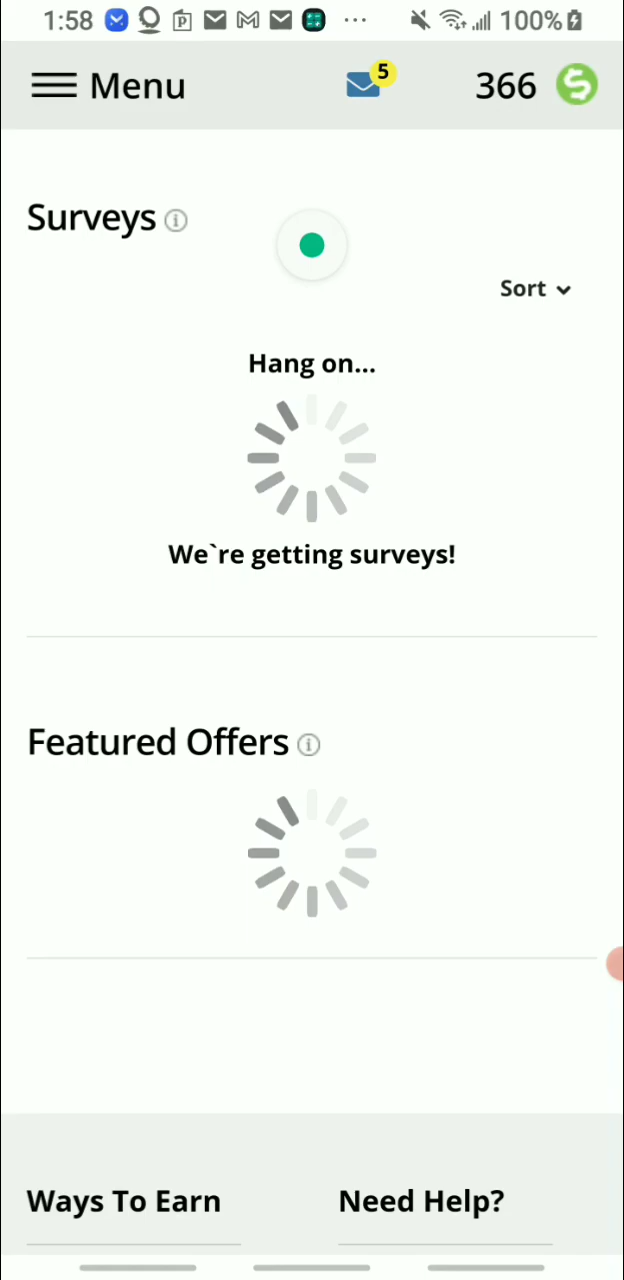 1:58 P M ··· 100%
Menu 5 366 S
Surveys i
Sort
Hang on...
We`re getting surveys!
Featured Offers i
Ways To Earn Need Help?